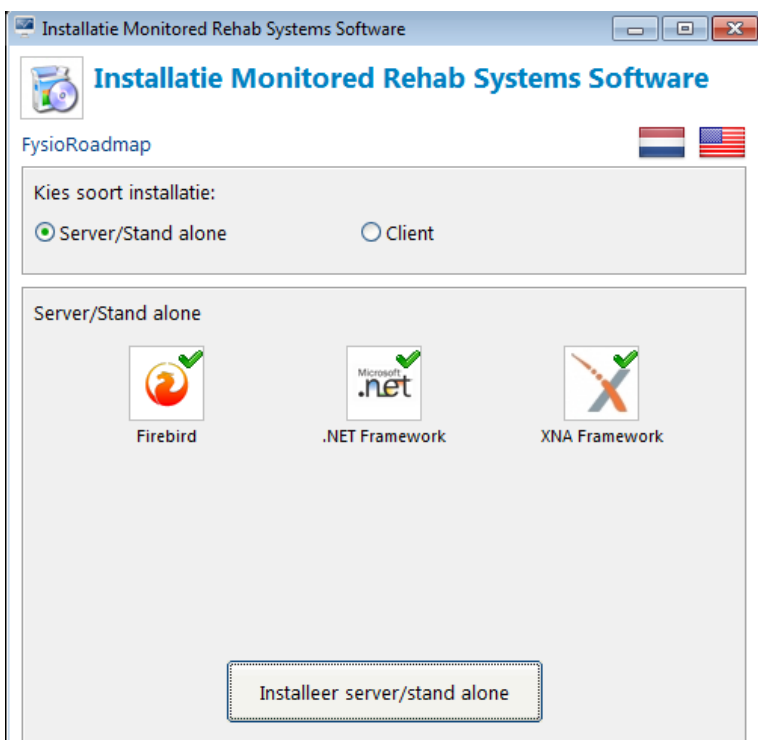 Installatie Monitored Rehab Systems Software
Installatie Monitored Rehab Systems Software
FysioRoadmap
Kies soort installatie:
Server/Stand alone Client
Server/Stand alone
Microsoft
.net
Firebird .NET Framework XNA Framework
Installeer server/stand alone